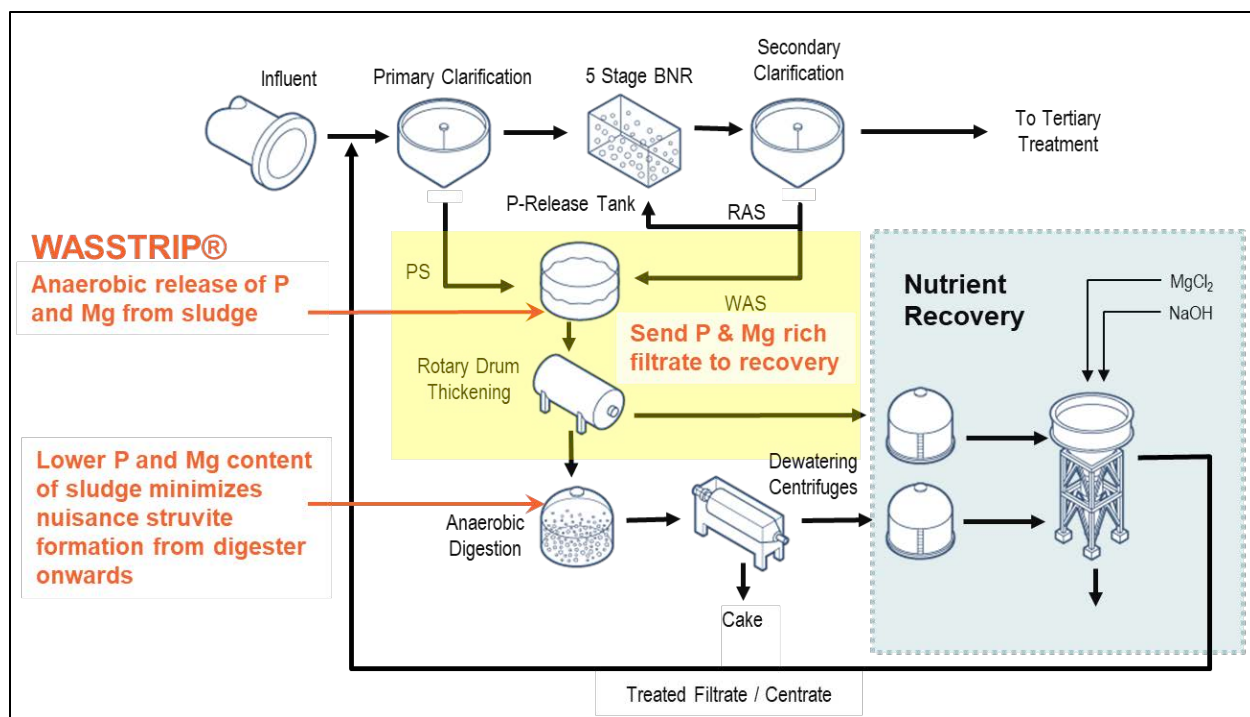 Influent
Primary Clarification
5 Stage BNR
Secondary
Clarification
To Tertiary
Treatment
P-Release Tank
RAS
WASSTRIP®
Anaerobic release of P
and Mg from sludge
PS
WAS
Send P & Mg rich
filtrate to recovery
Rotary Drum
Thickening
Nutrient
Recovery
MgCl₂
NaOH
Lower P and Mg content
of sludge minimizes
nuisance struvite
formation from digester
onwards
Anaerobic
Digestion
Dewatering
Centrifuges
Cake
Treated Filtrate / Centrate